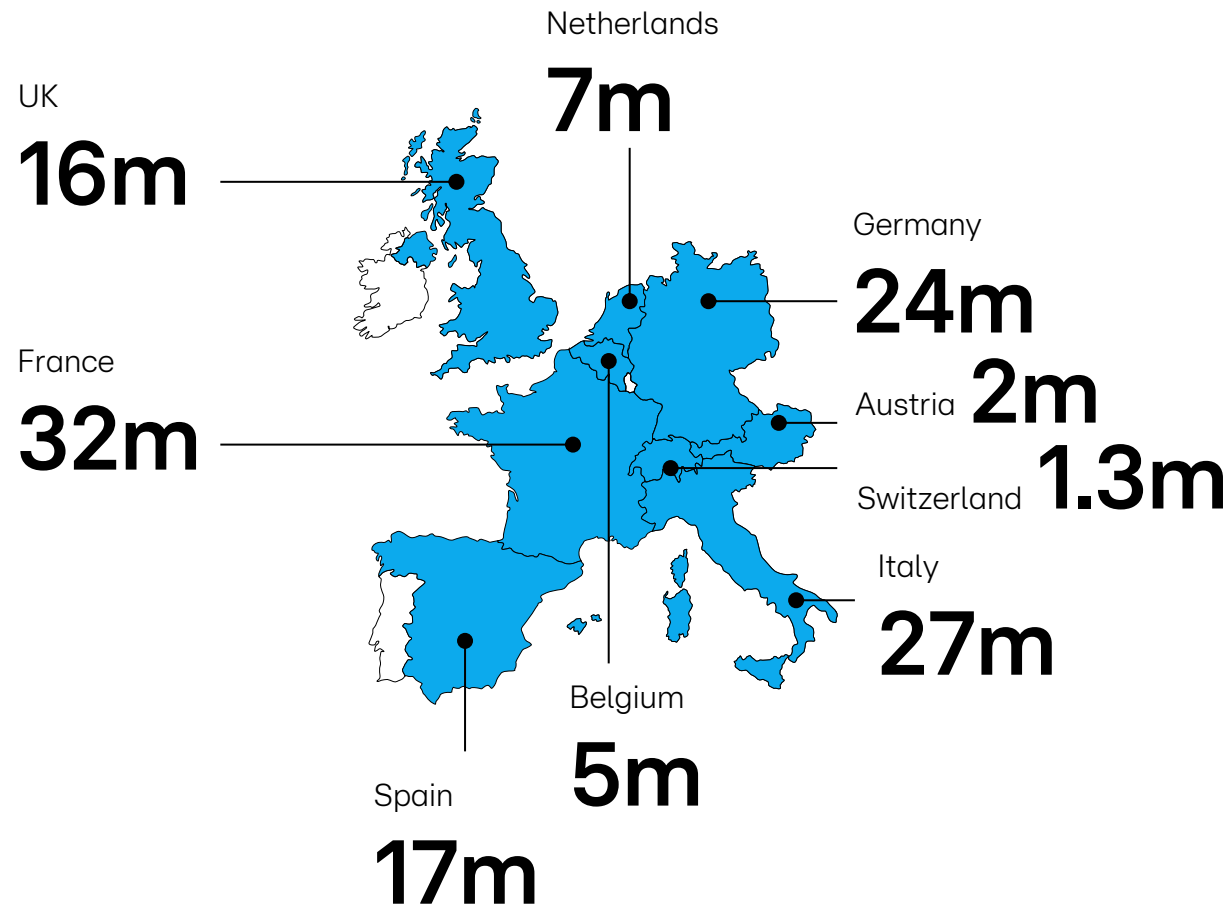 Netherlands
7m
UK
16m
Germany
24m
France
32m
Austria 2m
Switzerland 1.3m
Italy
27m
Belgium
5m
Spain
17m